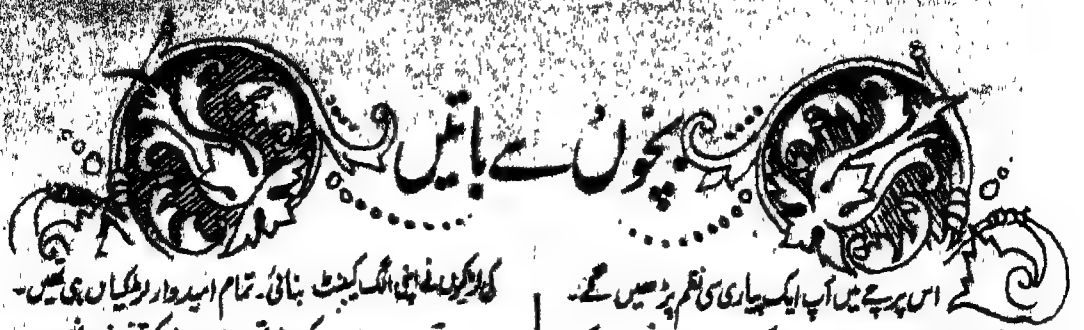 بچوں سے باتیں
اس پرچے میں آپ ایک پیاری سی نظم پڑھیں گے۔
کی لڑکیوں نے اپنی الگ کیبنٹ بنائی۔ تمام امیدوار لڑکیاں ہی تھیں۔